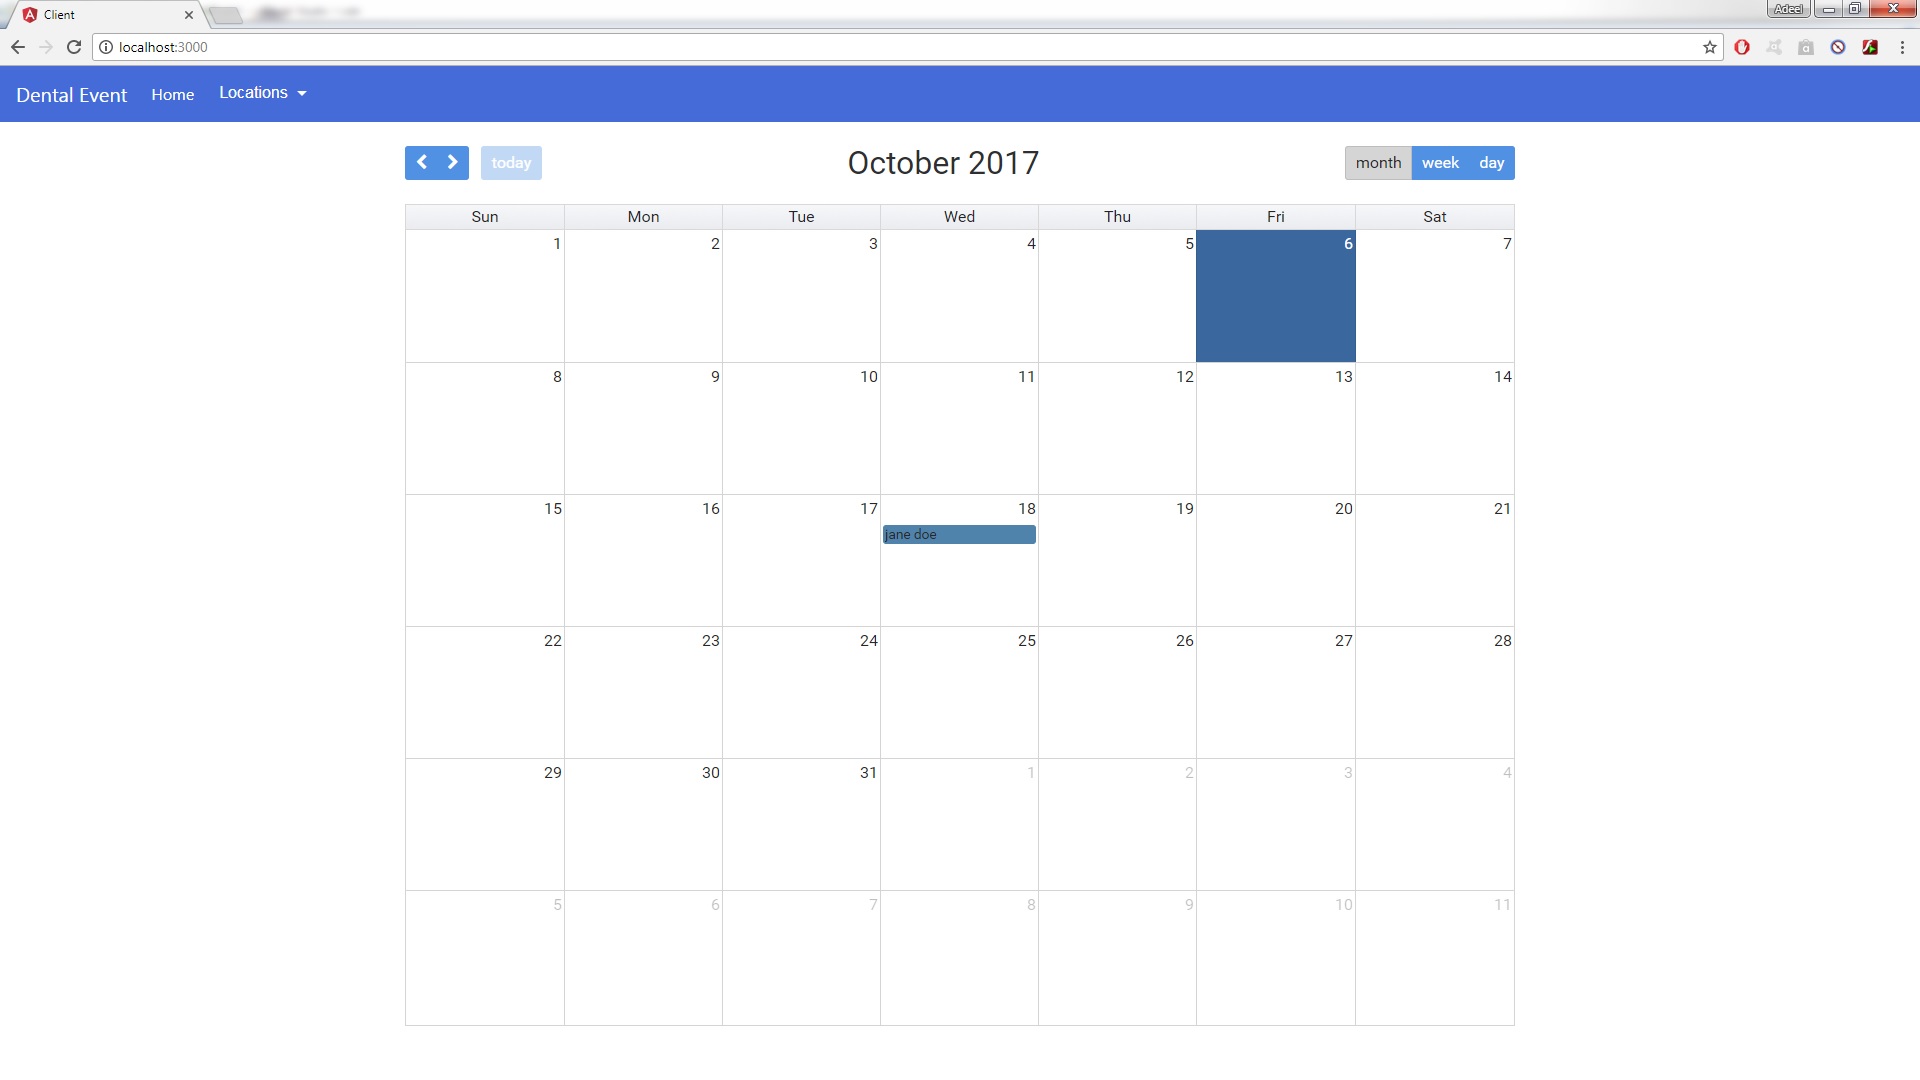 Client
Adeel
localhost:3000
Dental Event Home Locations
today October 2017 month week day
Sun Mon Tue Wed Thu Fri Sat
1 2 3 4 5 6 7
8 9 10 11 12 13 14
15 16 17 18 19 20 21
jane doe
22 23 24 25 26 27 28
29 30 31 1 2 3 4
5 6 7 8 9 10 11